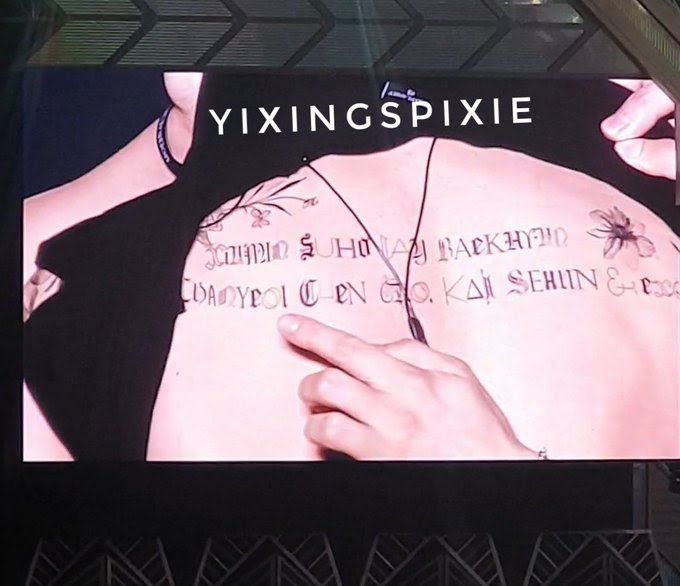 YIXINGSPIXIE
XIUMIN SUHO LAY BAEKHYUN
CHANYEOL CHEN D.O. KAI SEHUN &